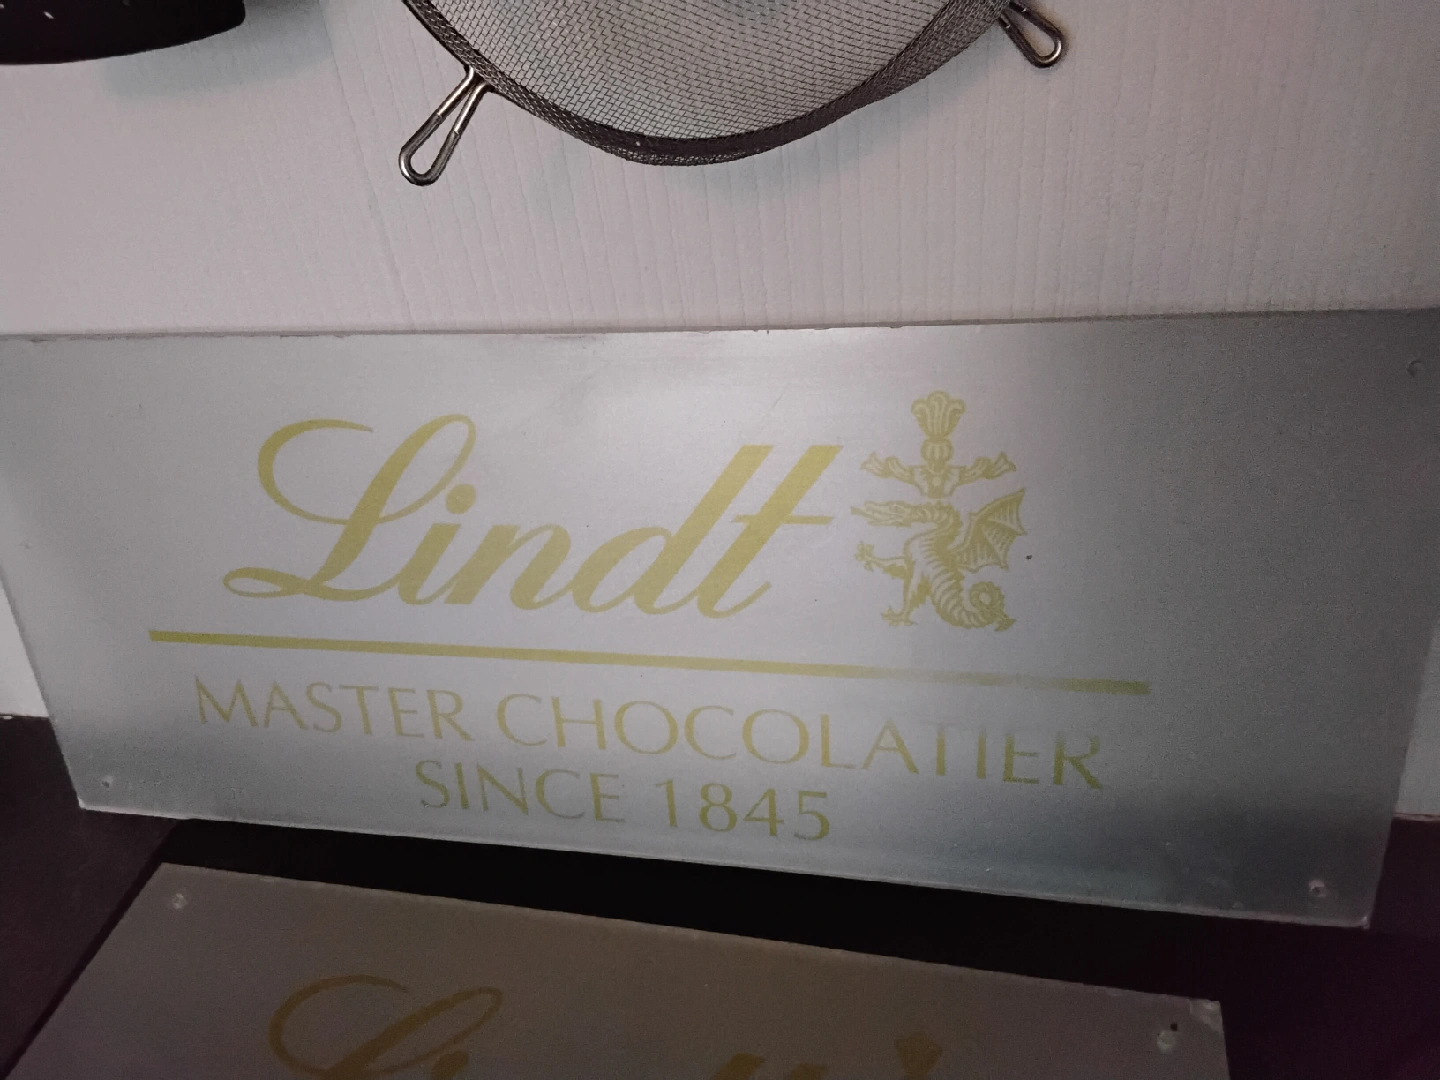 Lindt
MASTER CHOCOLATIER
SINCE 1845